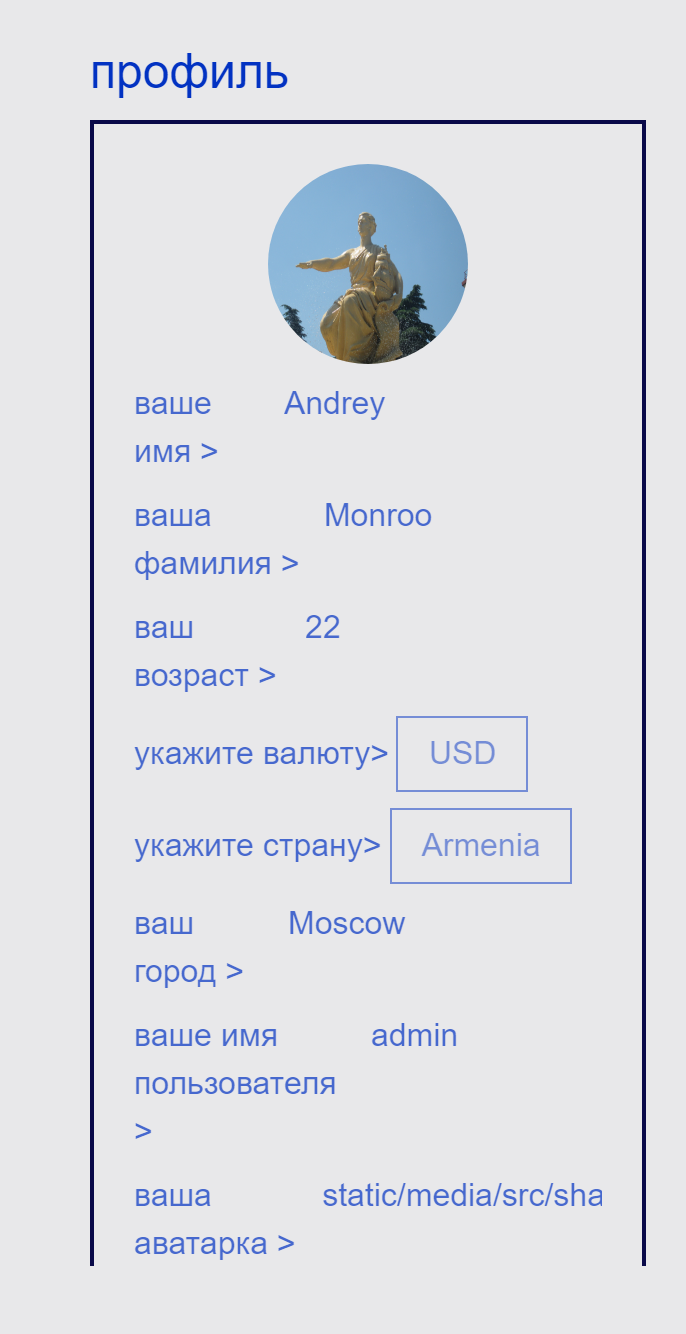 профиль
ваше Andrey
имя >
ваша Monroo
фамилия >
ваш 22
возраст >
укажите валюту> USD
укажите страну> Armenia
ваш Moscow
город >
ваше имя admin
пользователя
>
ваша static/media/src/sha
аватарка >